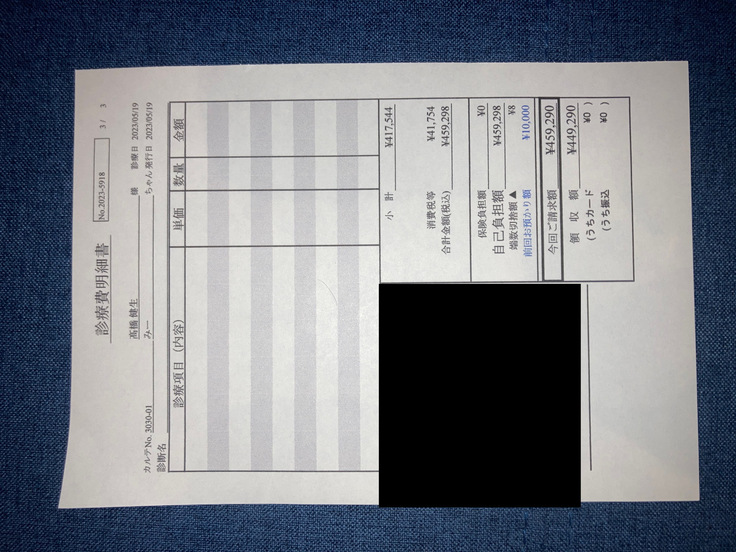 診療費明細書
No.2023-5918 3 / 3
カルテNo. 3030-01 高橋 健生 様 診療日 2023/05/19
みー ちゃん 発行日 2023/05/19
診断名
診療項目（内容） 単価 数量 金額
小 計 ¥417,544
消費税等 ¥41,754
合計金額(税込) ¥459,298
保険負担額 ¥0
自己負担額 ¥459,298
端数切捨額 ▲ ¥8
前回お預かり額 ¥10,000
今回ご請求額 ¥459,290
領 収 額 ¥449,290
(うちカード ¥0 )
(うち振込 ¥0 )